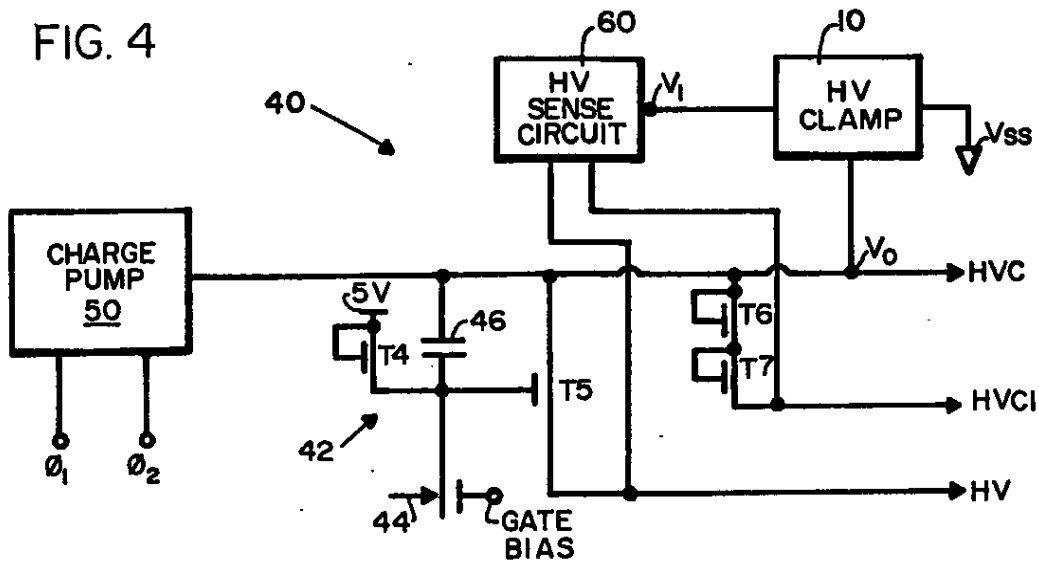 FIG. 4
60
10
40
HV
SENSE
CIRCUIT
V1
HV
CLAMP
VSS
CHARGE
PUMP
50
V0
HVC
5V
46
T4
T5
T6
T7
HVC1
42
Ø1
Ø2
44
GATE
BIAS
HV